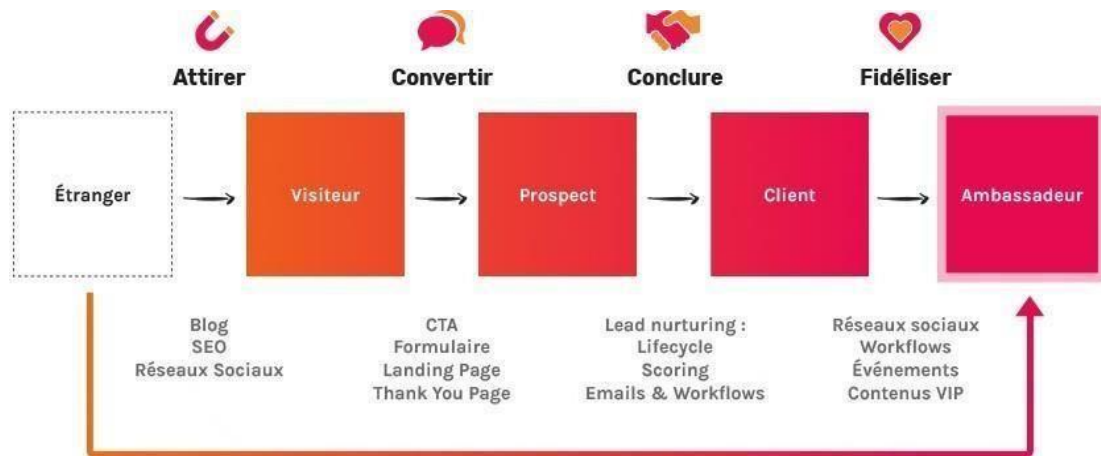 Attirer
Convertir
Conclure
Fidéliser
Étranger
Visiteur
Prospect
Client
Ambassadeur
Blog
SEO
Réseaux Sociaux
CTA
Formulaire
Landing Page
Thank You Page
Lead nurturing :
Lifecycle
Scoring
Emails & Workflows
Réseaux sociaux
Workflows
Événements
Contenus VIP